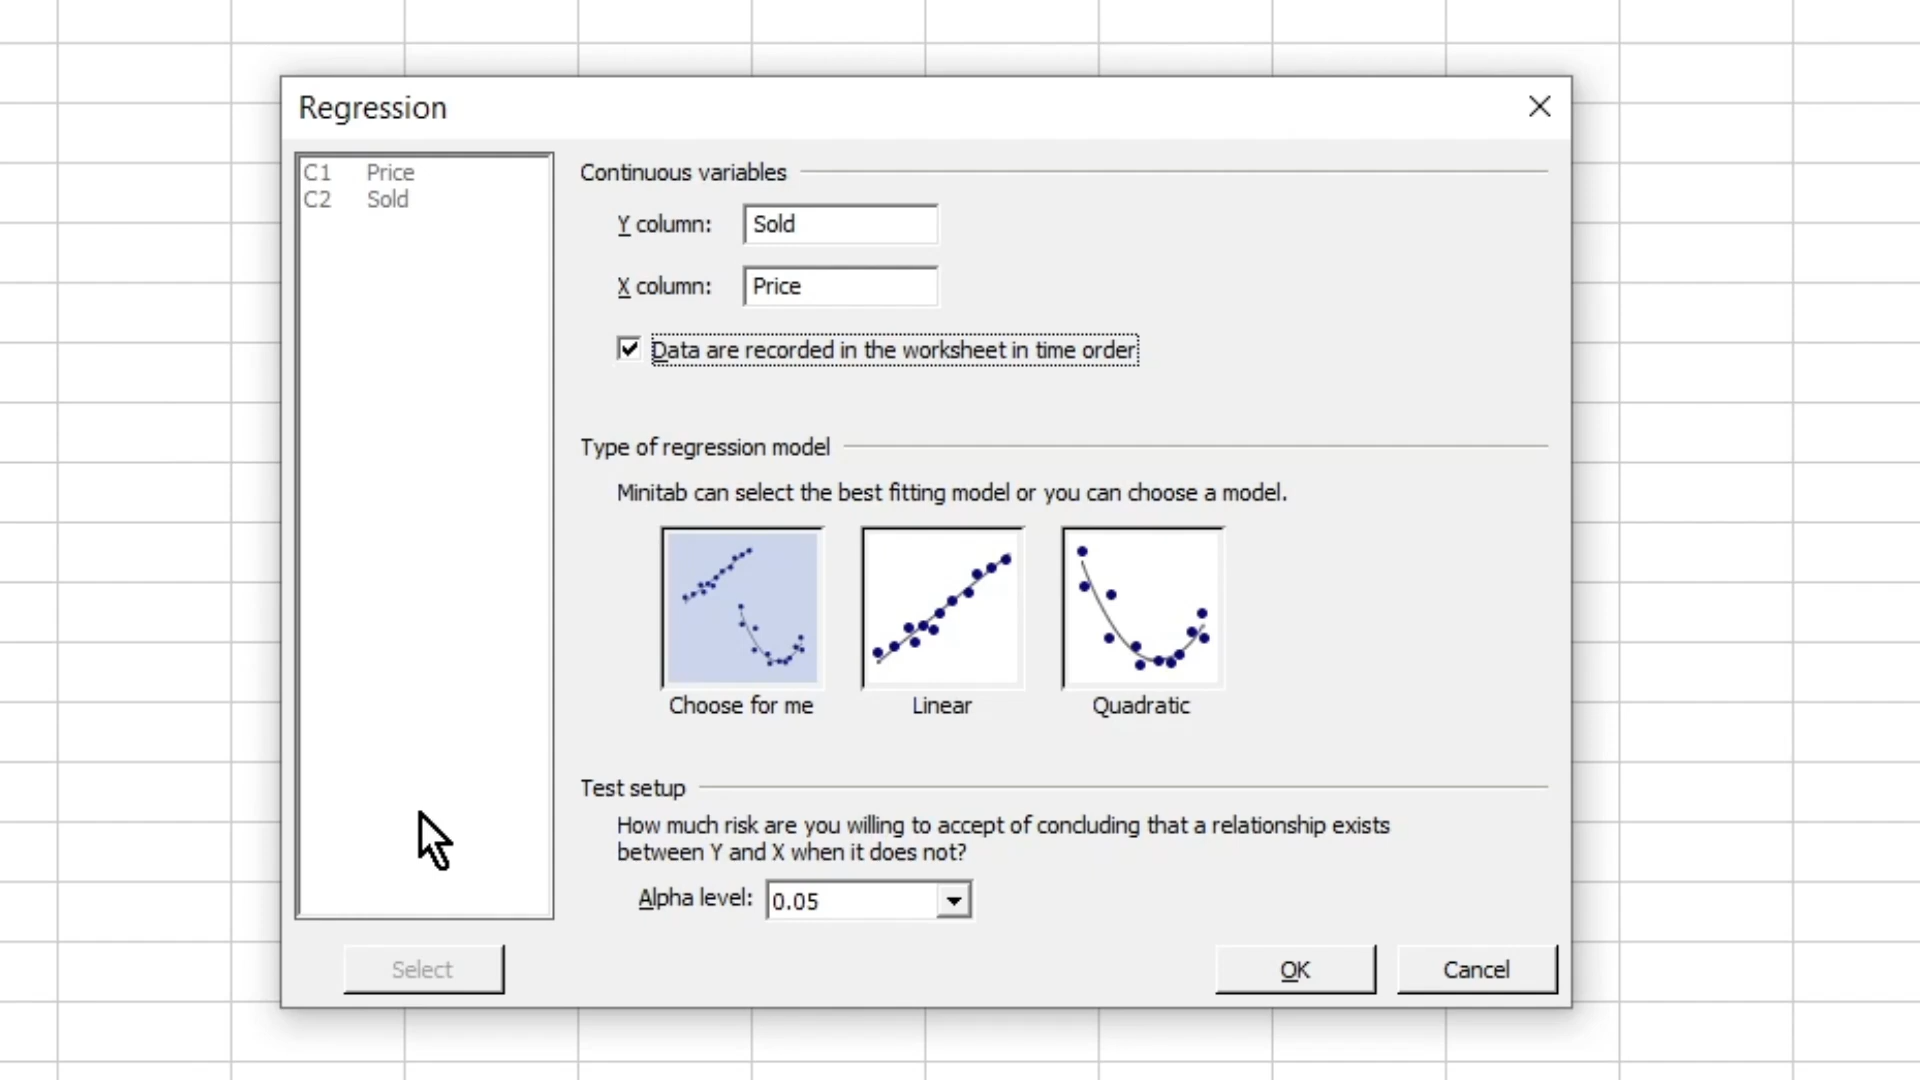 Regression
C1 Price
C2 Sold
Continuous variables
Y column: Sold
X column: Price
Data are recorded in the worksheet in time order
Type of regression model
Minitab can select the best fitting model or you can choose a model.
Choose for me Linear Quadratic
Test setup
How much risk are you willing to accept of concluding that a relationship exists
between Y and X when it does not?
Alpha level: 0.05
Select OK Cancel